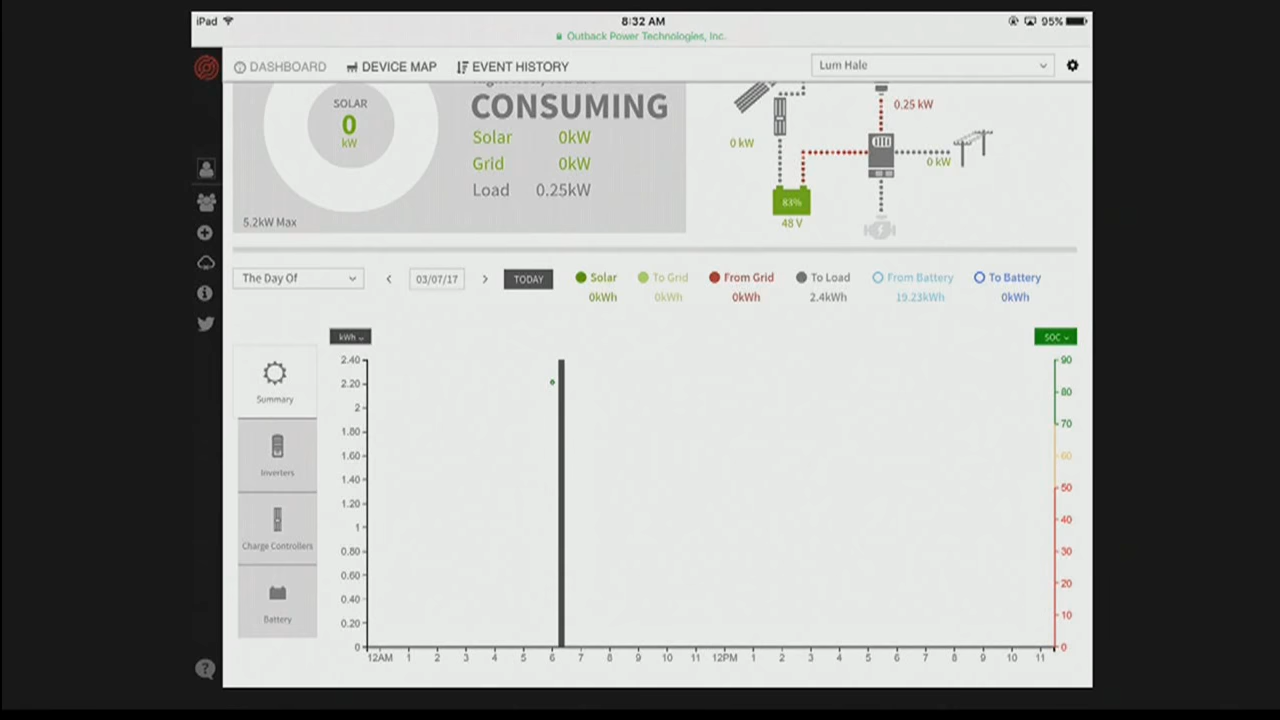 iPad
8:32 AM
95%
Outback Power Technologies, Inc.
DASHBOARD
DEVICE MAP
EVENT HISTORY
Lum Hale
SOLAR
0
kW
5.2kW Max
CONSUMING
Solar 0kW
Grid 0kW
Load 0.25kW
0.25 kW
0 kW
0 kW
83%
48 V
The Day Of
03/07/17
TODAY
Solar
0kWh
To Grid
0kWh
From Grid
0kWh
To Load
2.4kWh
From Battery
19.23kWh
To Battery
0kWh
kWh
SOC
Summary
Inverters
Charge Controllers
Battery
2.40
2.20
2
1.80
1.60
1.40
1.20
1
0.80
0.60
0.40
0.20
0
90
80
70
60
50
40
30
20
10
0
12AM 1 2 3 4 5 6 7 8 9 10 11 12PM 1 2 3 4 5 6 7 8 9 10 11
?